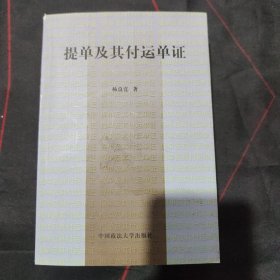 提单及其付运单证
杨良宜 著
中国政法大学出版社